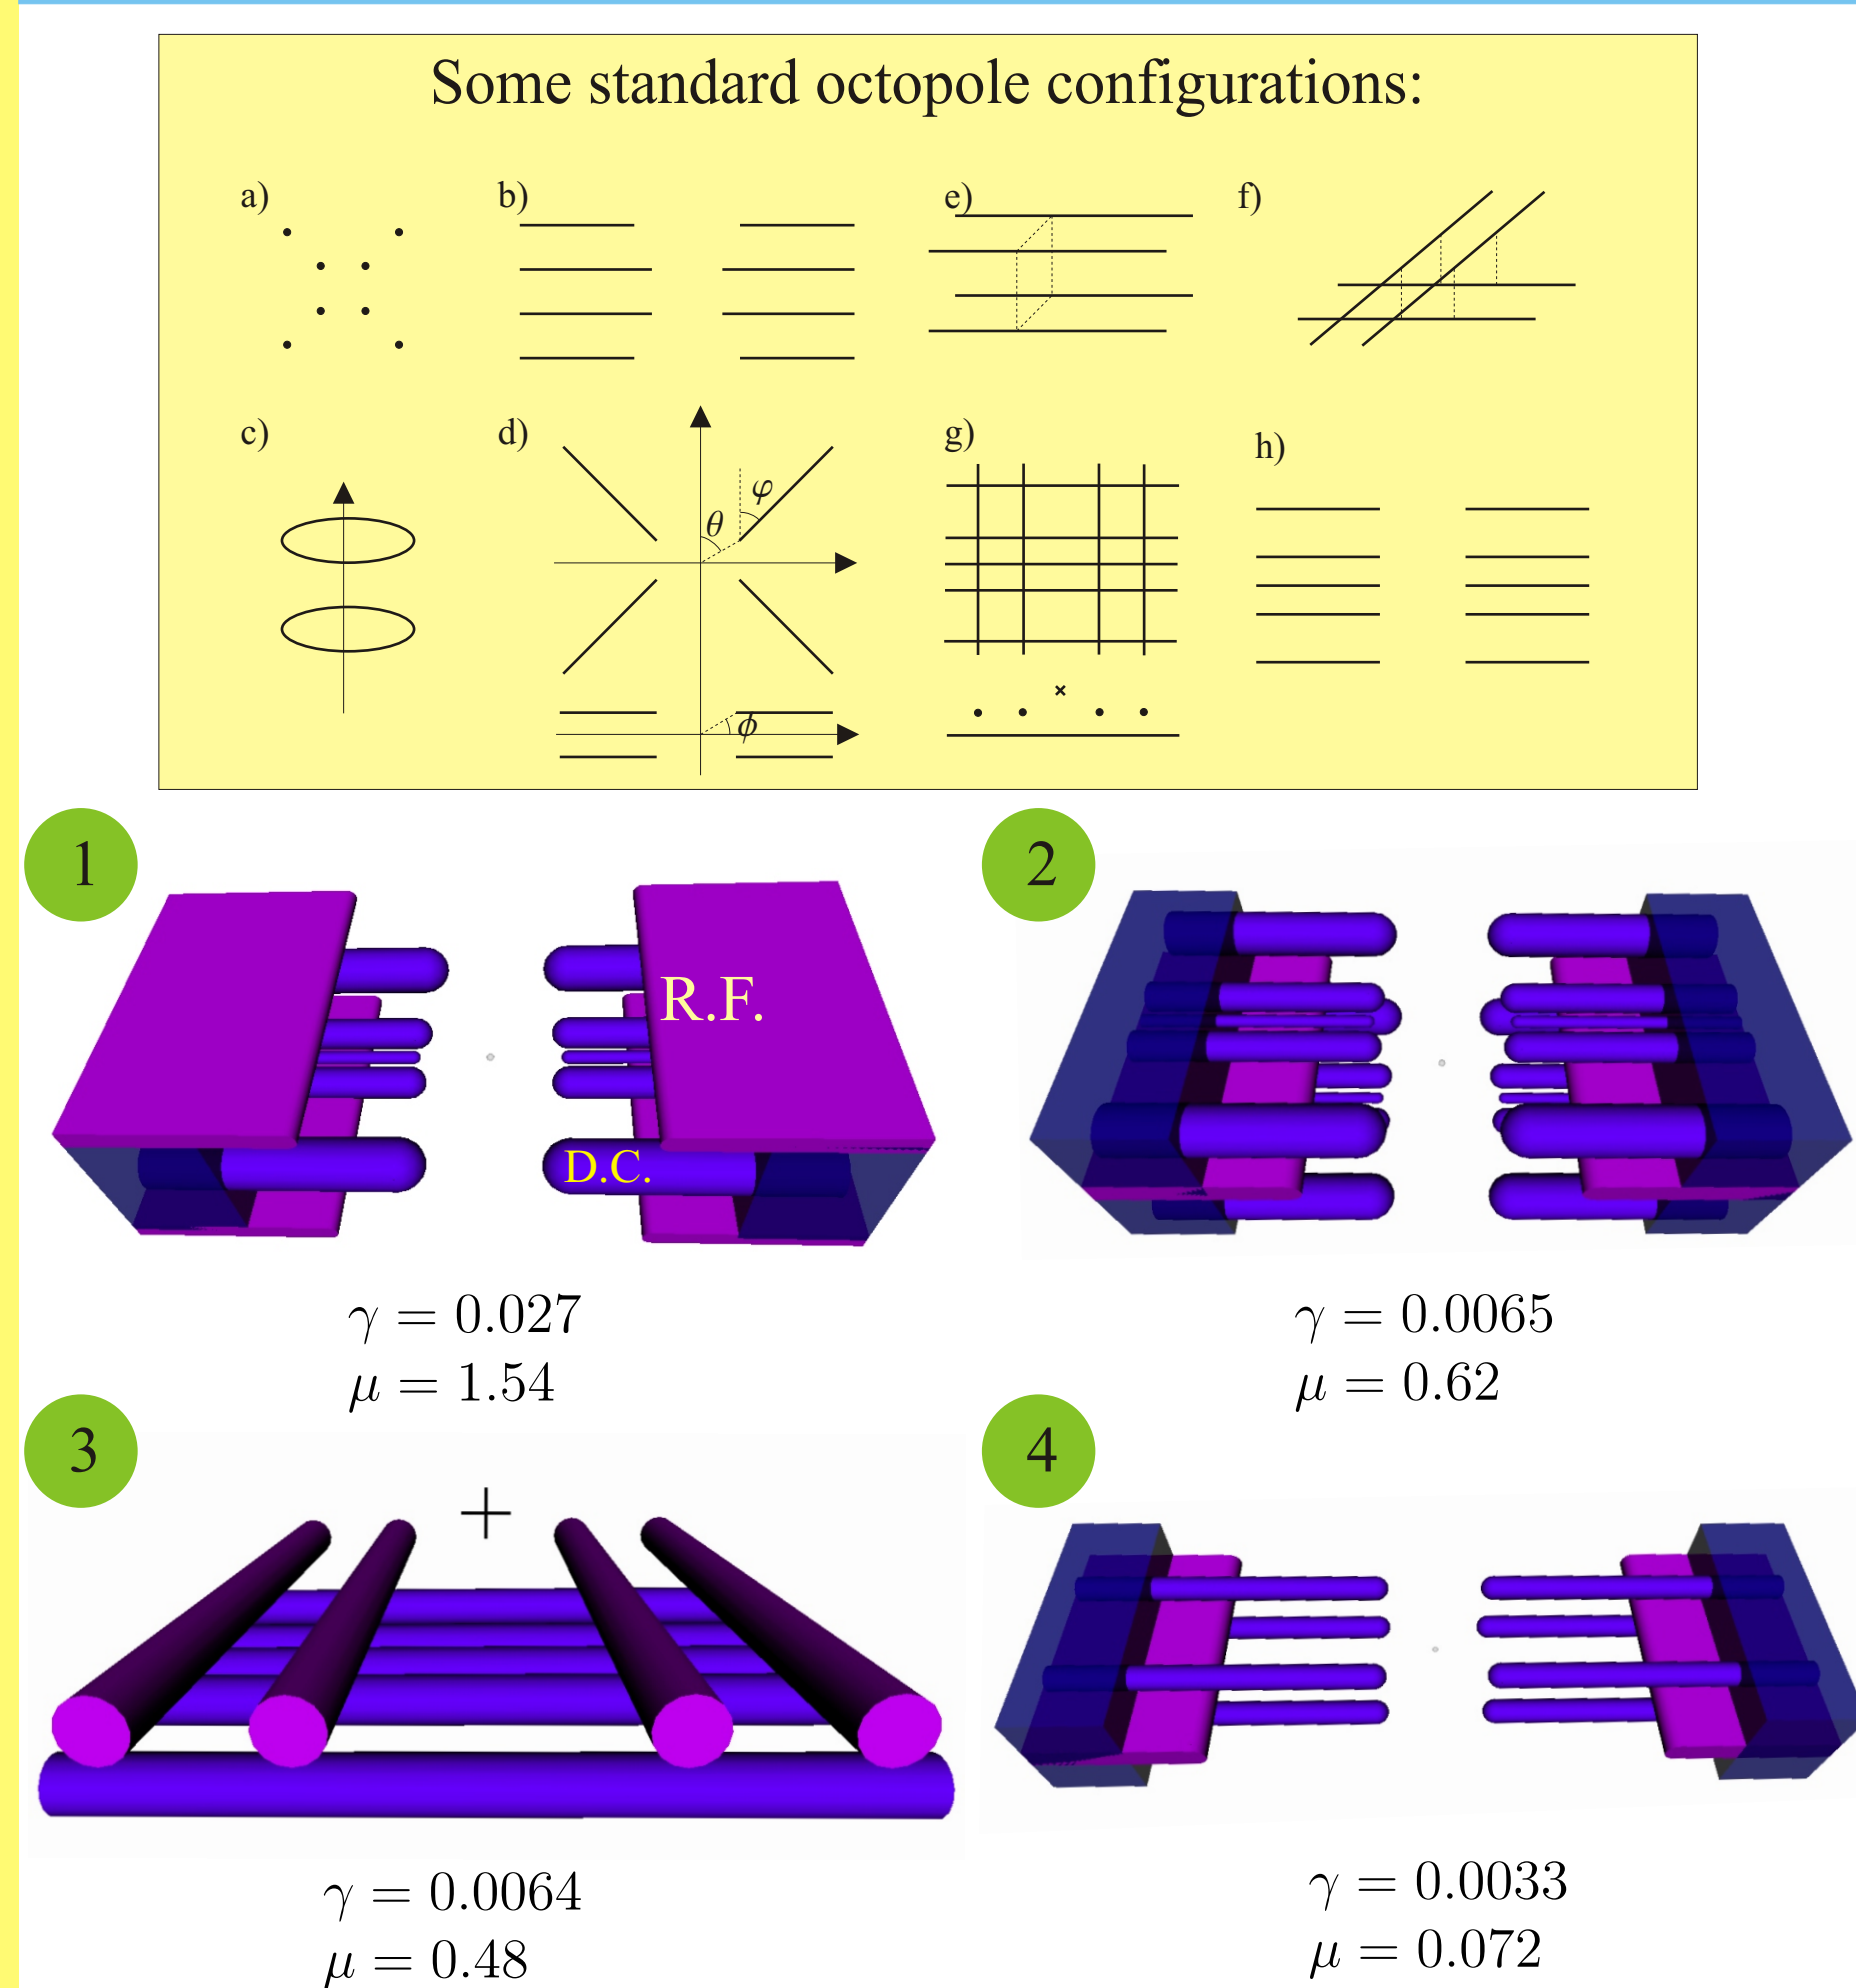 Some standard octopole configurations:
a)
b)
e)
f)
c)
d)
φ
θ
ϕ
g)
h)
1
R.F.
D.C.
γ = 0.027
μ = 1.54
2
γ = 0.0065
μ = 0.62
3
γ = 0.0064
μ = 0.48
4
γ = 0.0033
μ = 0.072